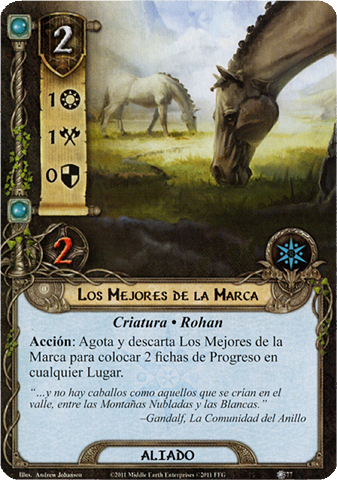 2
1
1
0
2
Los Mejores de la Marca
Criatura • Rohan
Acción: Agota y descarta Los Mejores de la
Marca para colocar 2 fichas de Progreso en
cualquier Lugar.
“...y no hay caballos como aquellos que se crían en el
valle, entre las Montañas Nubladas y las Blancas.”
–Gandalf, La Comunidad del Anillo
ALIADO
Illus. Andrew Johanson ©2011 Middle Earth Enterprises ©2011 FFG 77